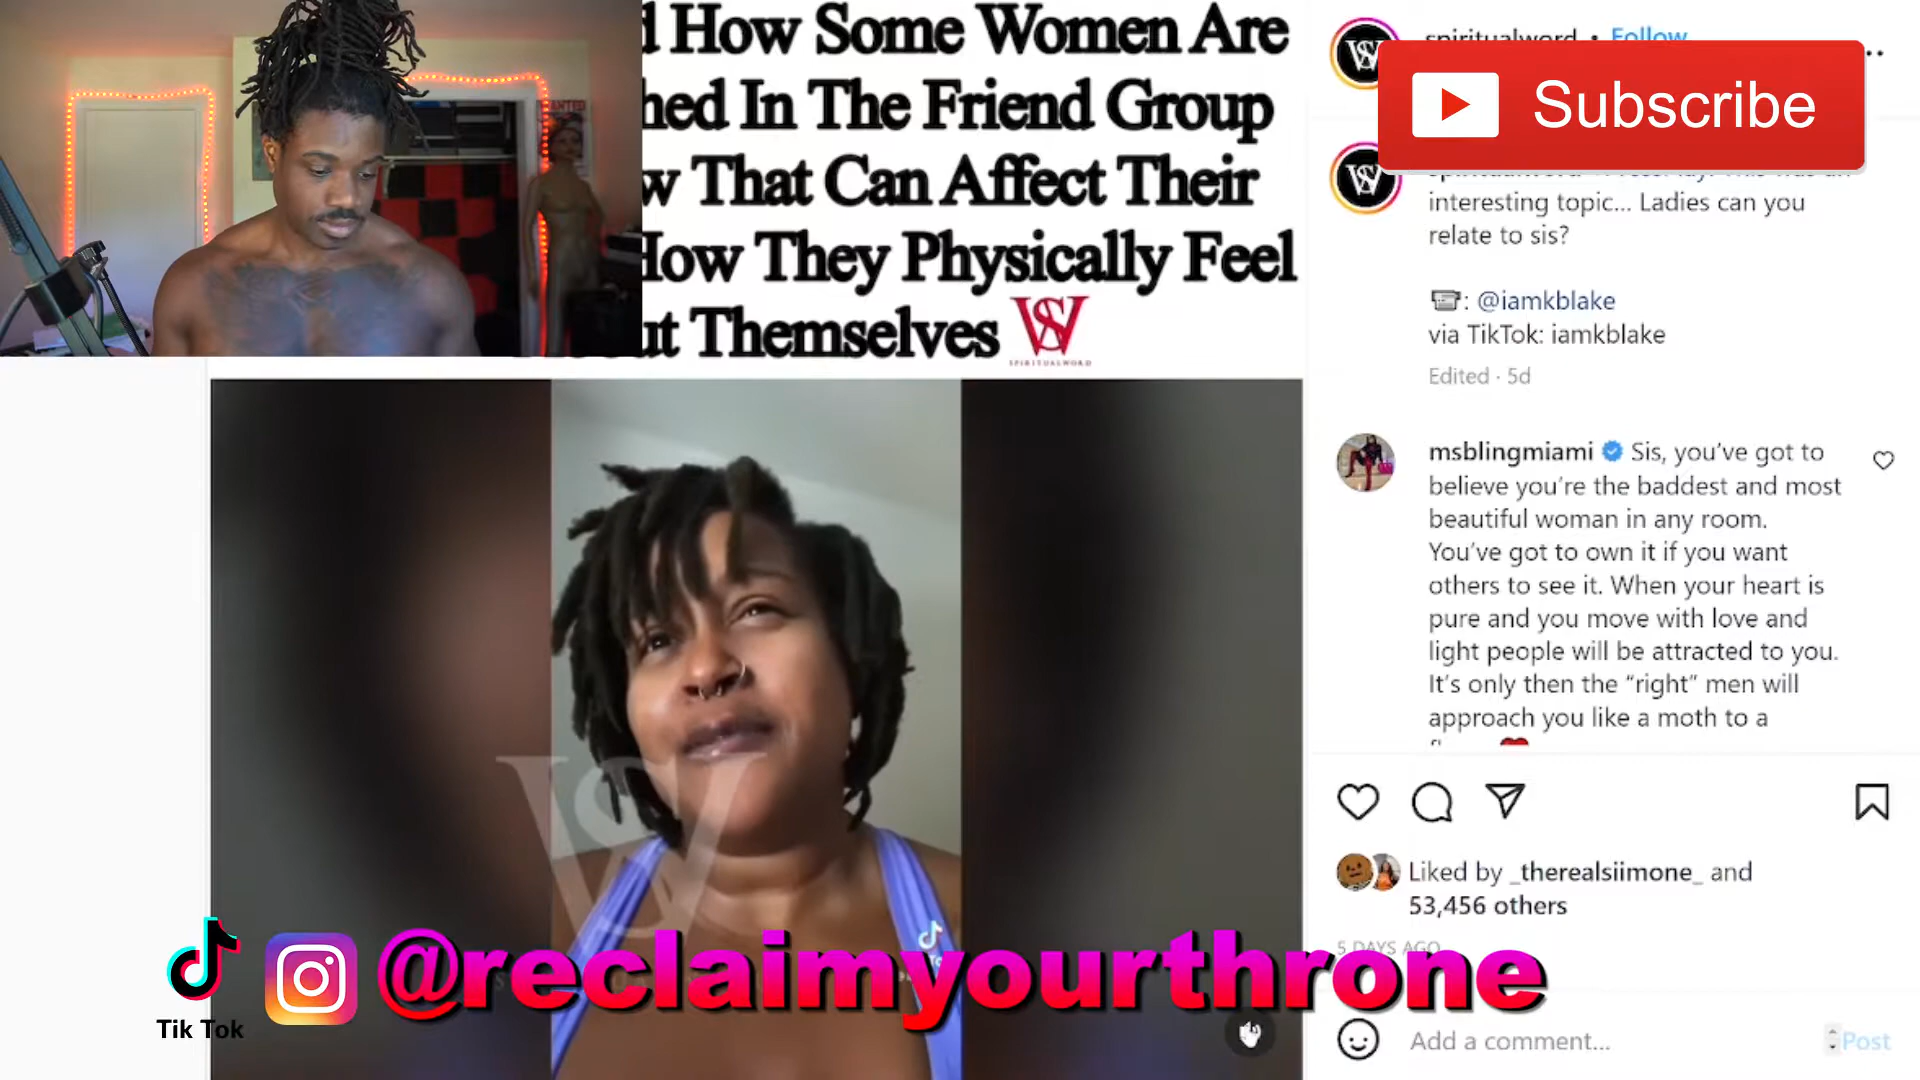 How Some Women Are
In The Friend Group
That Can Affect Their
How They Physically Feel
Themselves
SPIRITUALWORD
WANTED
spiritualword • Follow
Subscribe
interesting topic... Ladies can you
relate to sis?
: @iamkblake
via TikTok: iamkblake
Edited · 5d
msblingmiami Sis, you've got to
believe you're the baddest and most
beautiful woman in any room.
You've got to own it if you want
others to see it. When your heart is
pure and you move with love and
light people will be attracted to you.
It's only then the “right” men will
approach you like a moth to a
Liked by _therealsiimone_ and
53,456 others
5 DAYS AGO
Add a comment...
Post
Tik Tok
@reclaimyourthrone